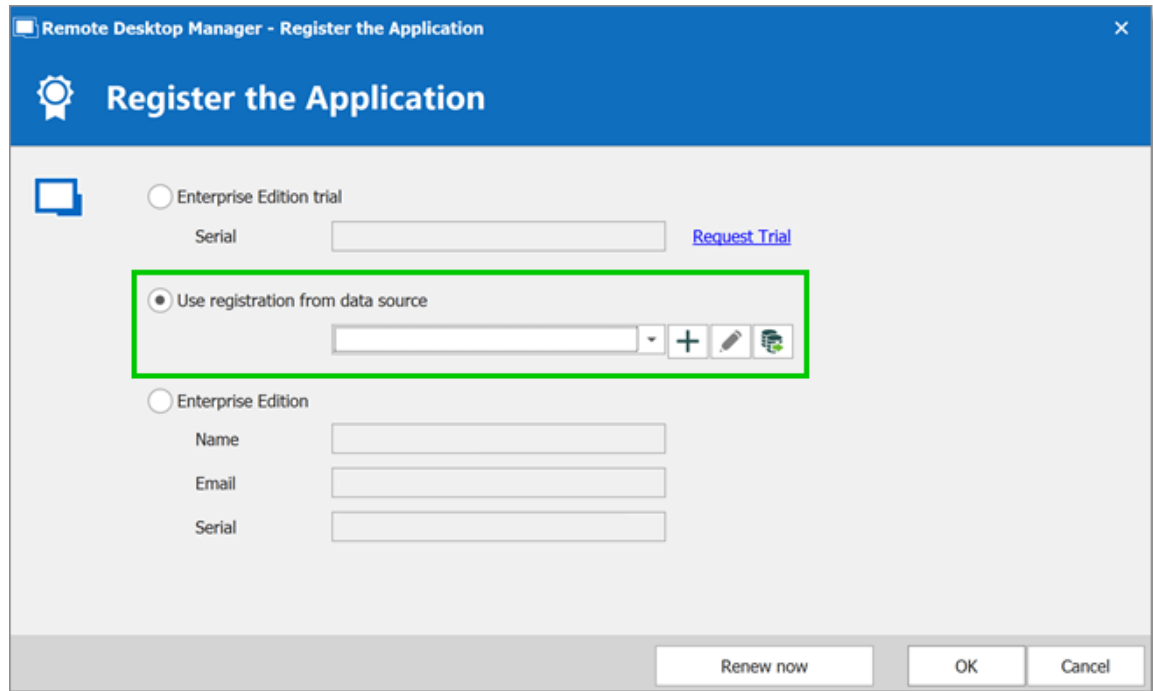 Remote Desktop Manager - Register the Application
Register the Application
Enterprise Edition trial
Serial
Request Trial
Use registration from data source
Enterprise Edition
Name
Email
Serial
Renew now
OK
Cancel